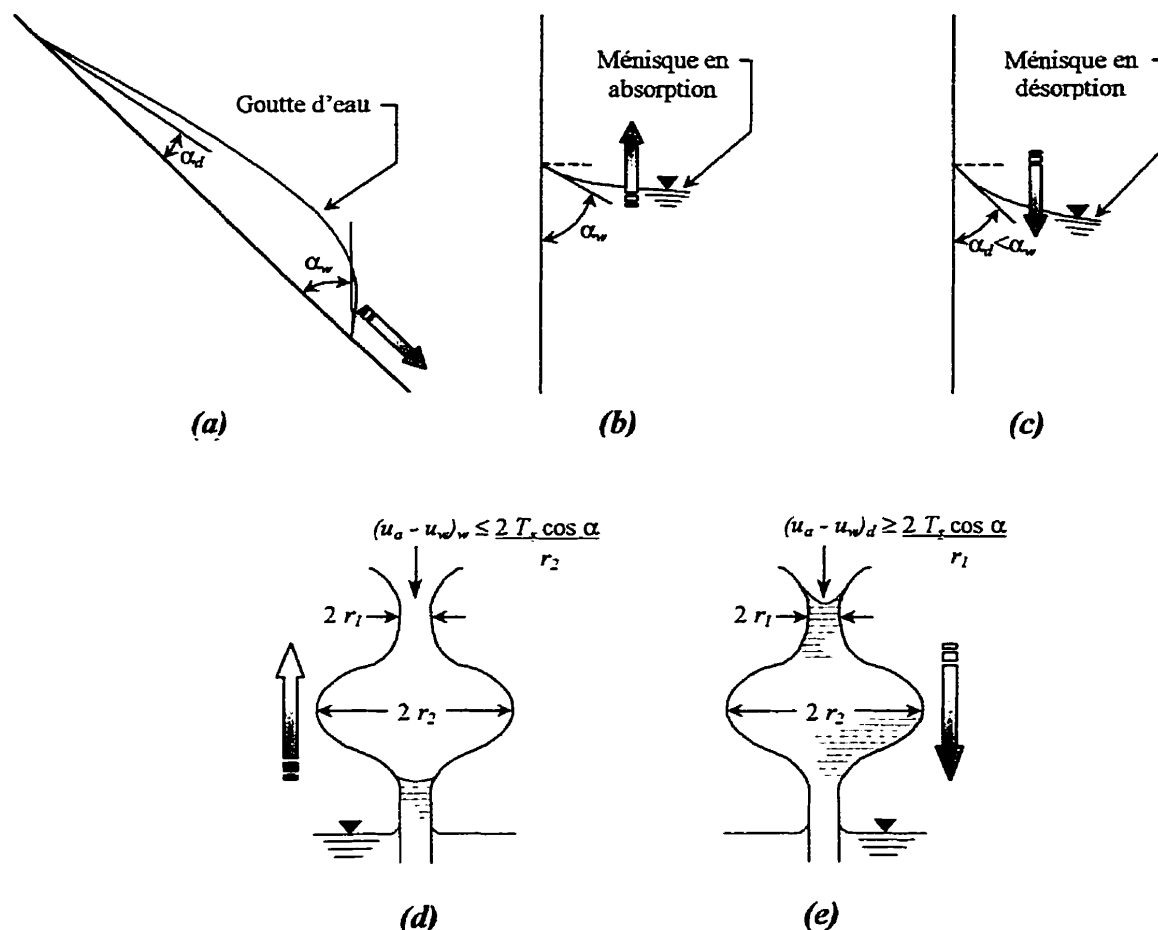 Goutte d'eau
α_d
α_w
(a)
Ménisque en
absorption
α_w
(b)
Ménisque en
désorption
α_d<α_w
(c)
(u_a - u_w)_w ≤ 2 T_s cos α
r_2
2 r_1
2 r_2
(d)
(u_a - u_w)_d ≥ 2 T_s cos α
r_1
2 r_1
2 r_2
(e)